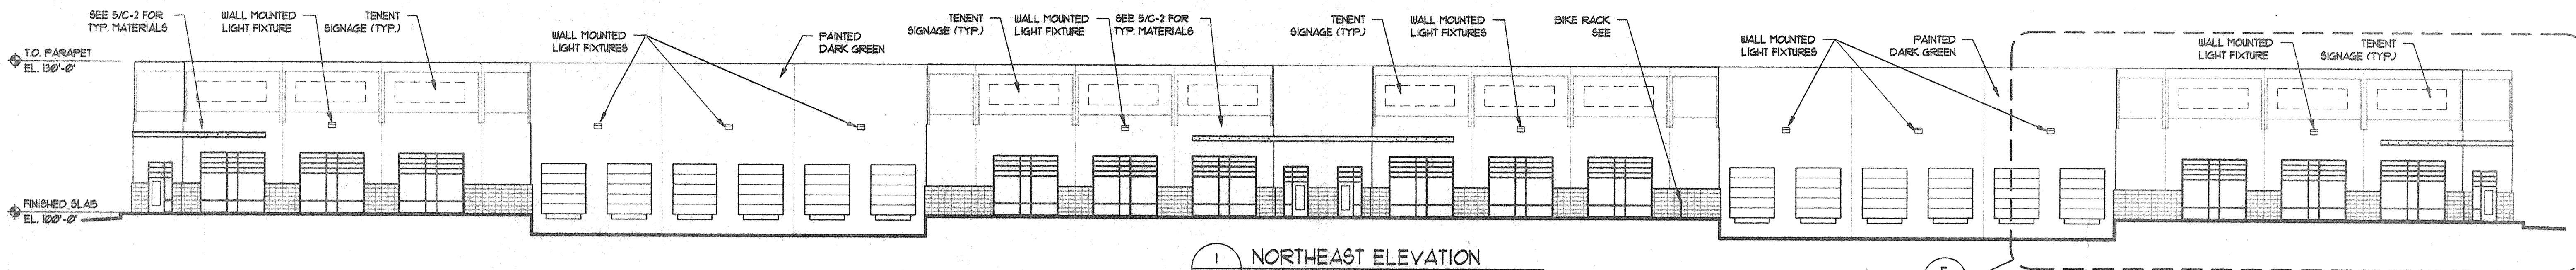 SEE 5/C-2 FOR
TYP. MATERIALS
WALL MOUNTED
LIGHT FIXTURE
TENENT
SIGNAGE (TYP.)
T.O. PARAPET
EL. 130'-0"
WALL MOUNTED
LIGHT FIXTURES
PAINTED
DARK GREEN
TENENT
SIGNAGE (TYP.)
WALL MOUNTED
LIGHT FIXTURE
SEE 5/C-2 FOR
TYP. MATERIALS
TENENT
SIGNAGE (TYP.)
WALL MOUNTED
LIGHT FIXTURE
BIKE RACK
SEE
WALL MOUNTED
LIGHT FIXTURES
PAINTED
DARK GREEN
WALL MOUNTED
LIGHT FIXTURE
TENENT
SIGNAGE (TYP.)
FINISHED SLAB
EL. 100'-0"
1 NORTHEAST ELEVATION